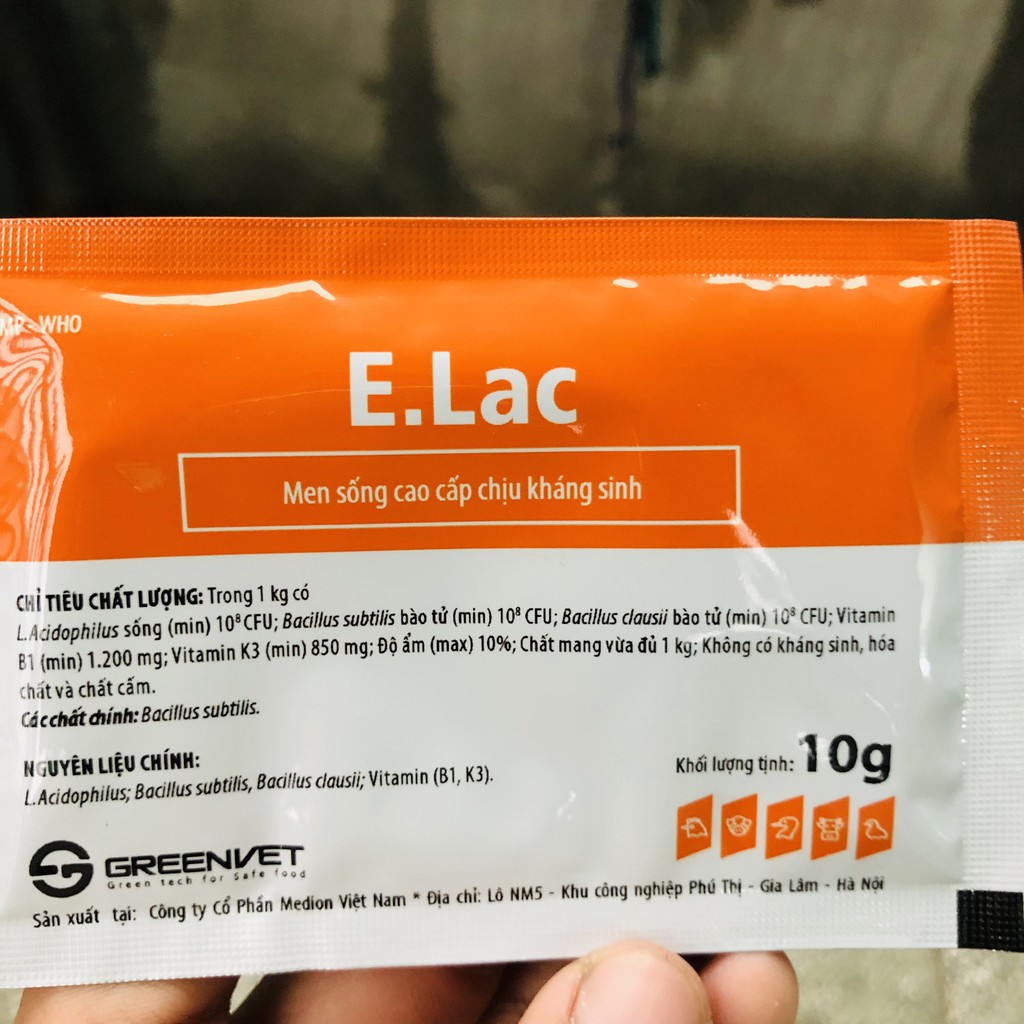 WHO
E.Lac
Men sống cao cấp chịu kháng sinh
CHỈ TIÊU CHẤT LƯỢNG: Trong 1 kg có
L.Acidophilus sống (min) 10⁸ CFU; Bacillus subtilis bào tử (min) 10⁸ CFU; Bacillus clausii bào tử (min) 10⁸ CFU; Vitamin
B1 (min) 1.200 mg; Vitamin K3 (min) 850 mg; Độ ẩm (max) 10%; Chất mang vừa đủ 1 kg; Không có kháng sinh, hóa
chất và chất cấm.
Các chất chính: Bacillus subtilis.
NGUYÊN LIỆU CHÍNH:
L.Acidophilus; Bacillus subtilis, Bacillus clausii; Vitamin (B1, K3).
Khối lượng tịnh: 10g
GREENVET
Green tech for Safe food
Sản xuất tại: Công ty Cổ Phần Medion Việt Nam * Địa chỉ: Lô NM5 - Khu công nghiệp Phú Thị - Gia Lâm - Hà Nội